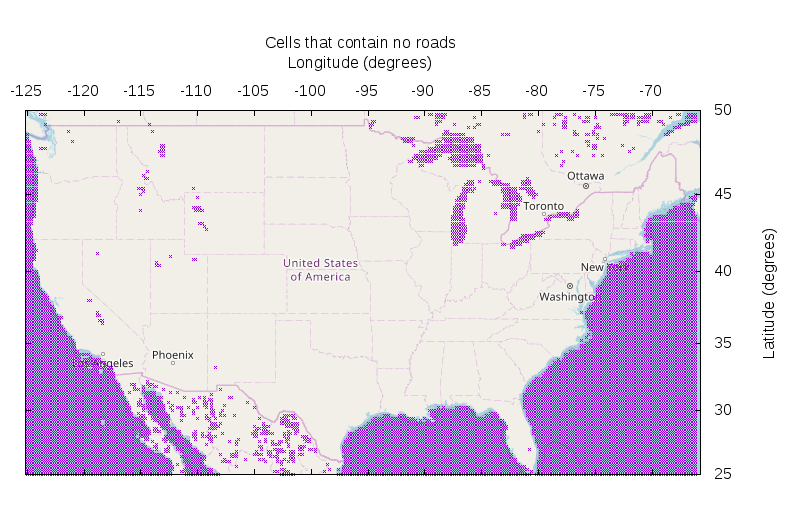 Cells that contain no roads
Longitude (degrees)
-125 -120 -115 -110 -105 -100 -95 -90 -85 -80 -75 -70
50
Ottawa
45
Toronto
United States
of America
New York
40
Washingto
Latitude (degrees)
35
Phoenix
Los Angeles
30
25